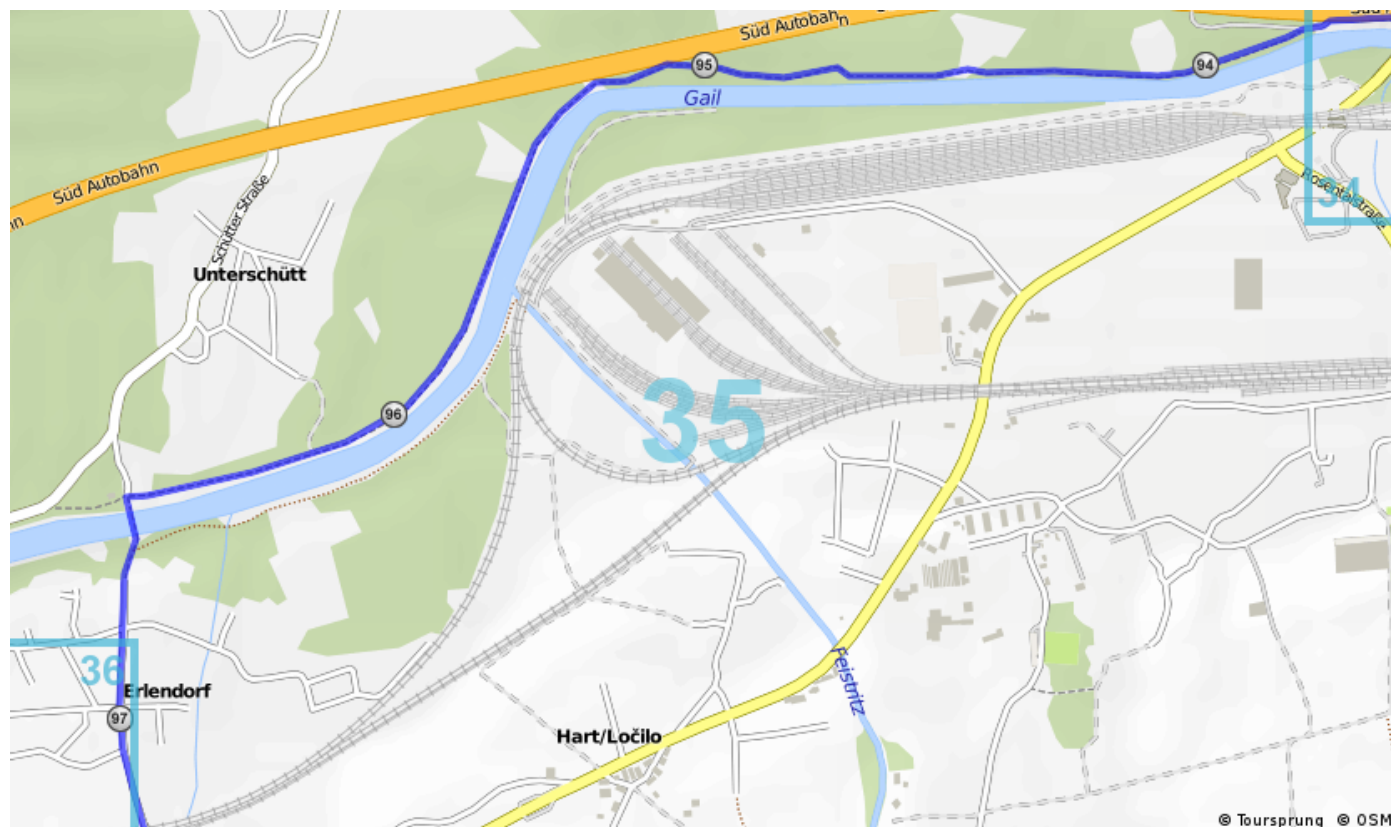 Süd Autobahn
95
94
Gail
Süd Autobahn
Rosentalstraße
34
Schütter Straße
Unterschütt
35
96
36
Erlendorf
97
Feistritz
Hart/Ločilo
© Toursprung © OSM